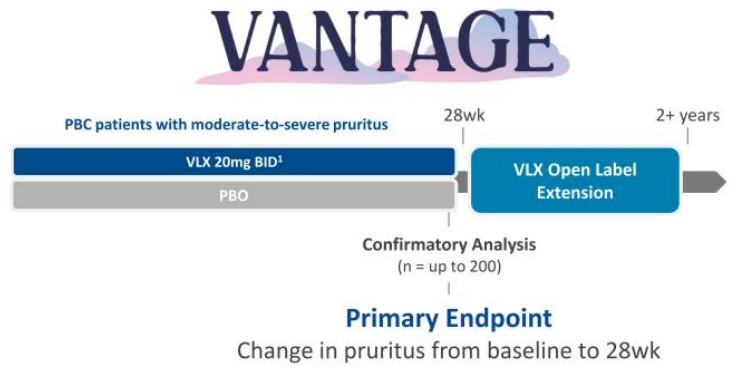 VANTAGE
PBC patients with moderate-to-severe pruritus
28wk
2+ years
VLX 20mg BID¹
PBO
VLX Open Label
Extension
Confirmatory Analysis
(n = up to 200)
Primary Endpoint
Change in pruritus from baseline to 28wk